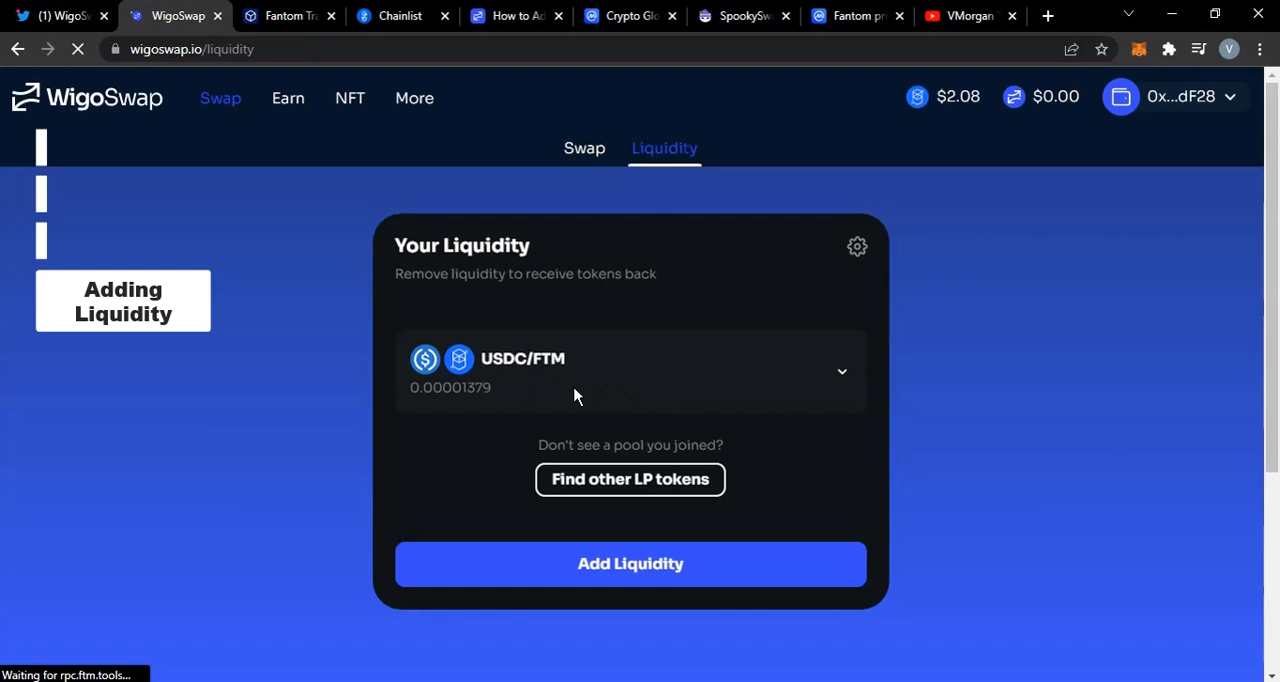 (1) WigoS
WigoSwap
Fantom Tra
Chainlist
How to Ad
Crypto Glo
SpookySw
Fantom pri
VMorgan
wigoswap.io/liquidity
V
WigoSwap
Swap
Earn
NFT
More
$2.08
$0.00
0x...dF28
Swap
Liquidity
Adding
Liquidity
Your Liquidity
Remove liquidity to receive tokens back
USDC/FTM
0.00001379
Don't see a pool you joined?
Find other LP tokens
Add Liquidity
Waiting for rpc.ftm.tools...